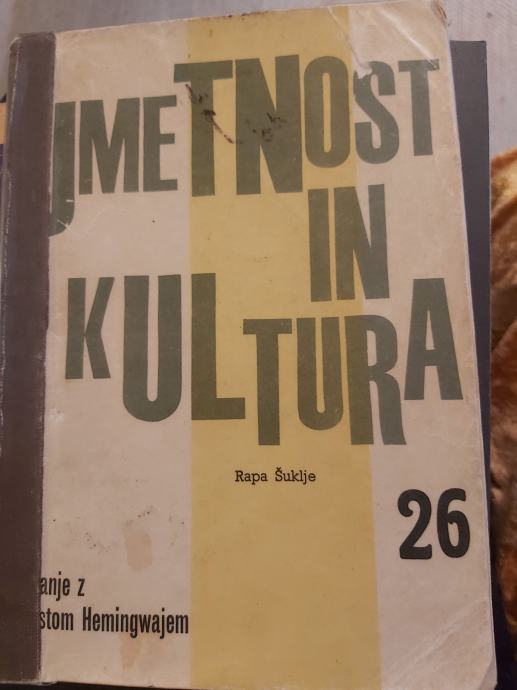 UMETNOST
IN
KULTURA
Rapa Šuklje
26
anje z
stom Hemingwajem